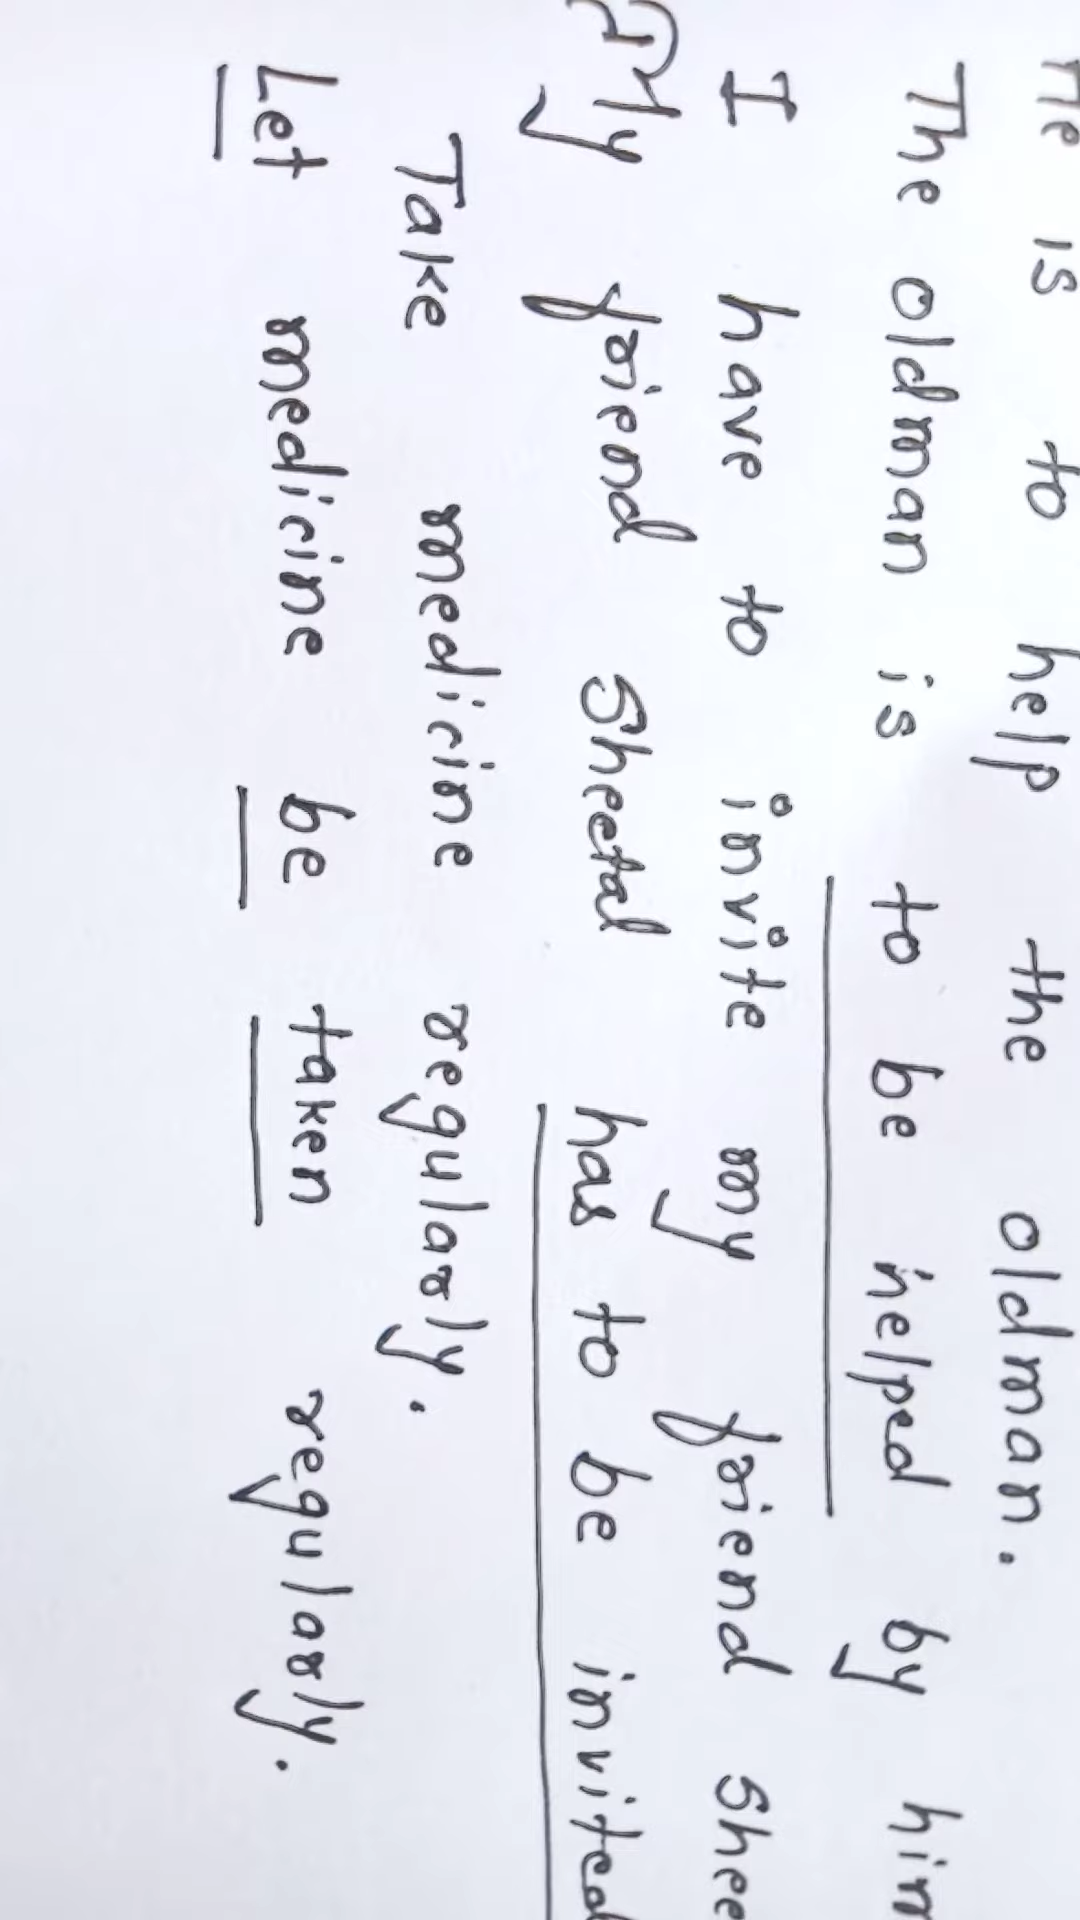 He is to help the oldman.
The oldman is to be helped by him
I have to invite my friend Shee
My friend Sheetal has to be invited
Take medicine regularly.
Let medicine be taken regularly.